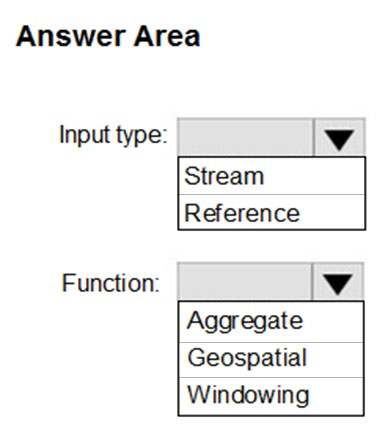 Answer Area
Input type:
Stream
Reference
Function:
Aggregate
Geospatial
Windowing